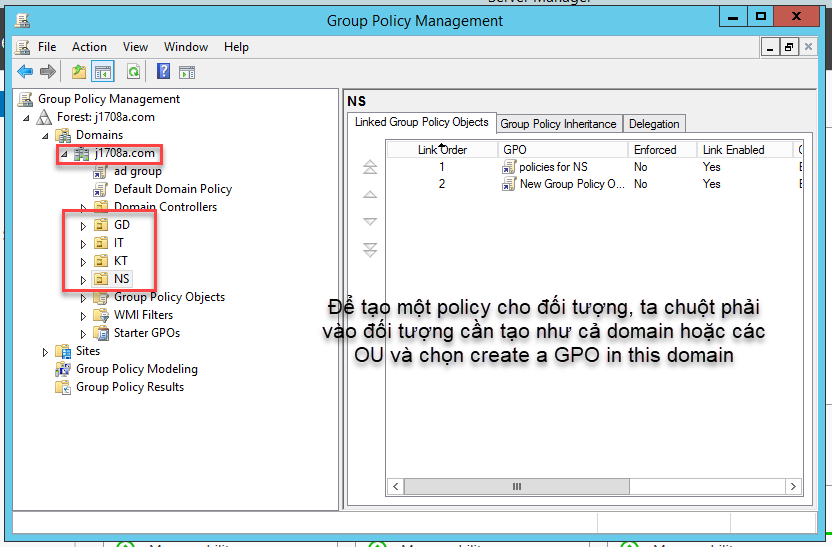 Group Policy Management
File Action View Window Help
Group Policy Management
Forest: j1708a.com
Domains
j1708a.com
ad group
Default Domain Policy
Domain Controllers
GD
IT
KT
NS
Group Policy Objects
WMI Filters
Starter GPOs
Sites
Group Policy Modeling
Group Policy Results
NS
Linked Group Policy Objects Group Policy Inheritance Delegation
Link Order GPO Enforced Link Enabled
1 policies for NS No Yes
2 New Group Policy O... No Yes
Để tạo một policy cho đối tượng, ta chuột phải
vào đối tượng cần tạo như cả domain hoặc các
OU và chọn create a GPO in this domain